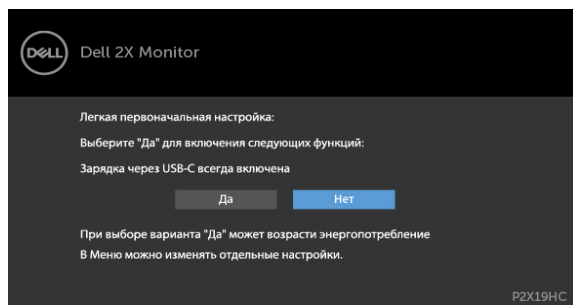 DELL
Dell 2X Monitor
Легкая первоначальная настройка:
Выберите "Да" для включения следующих функций:
Зарядка через USB-C всегда включена
Да Нет
При выборе варианта "Да" может возрасти энергопотребление
В Меню можно изменять отдельные настройки.
P2X19HC